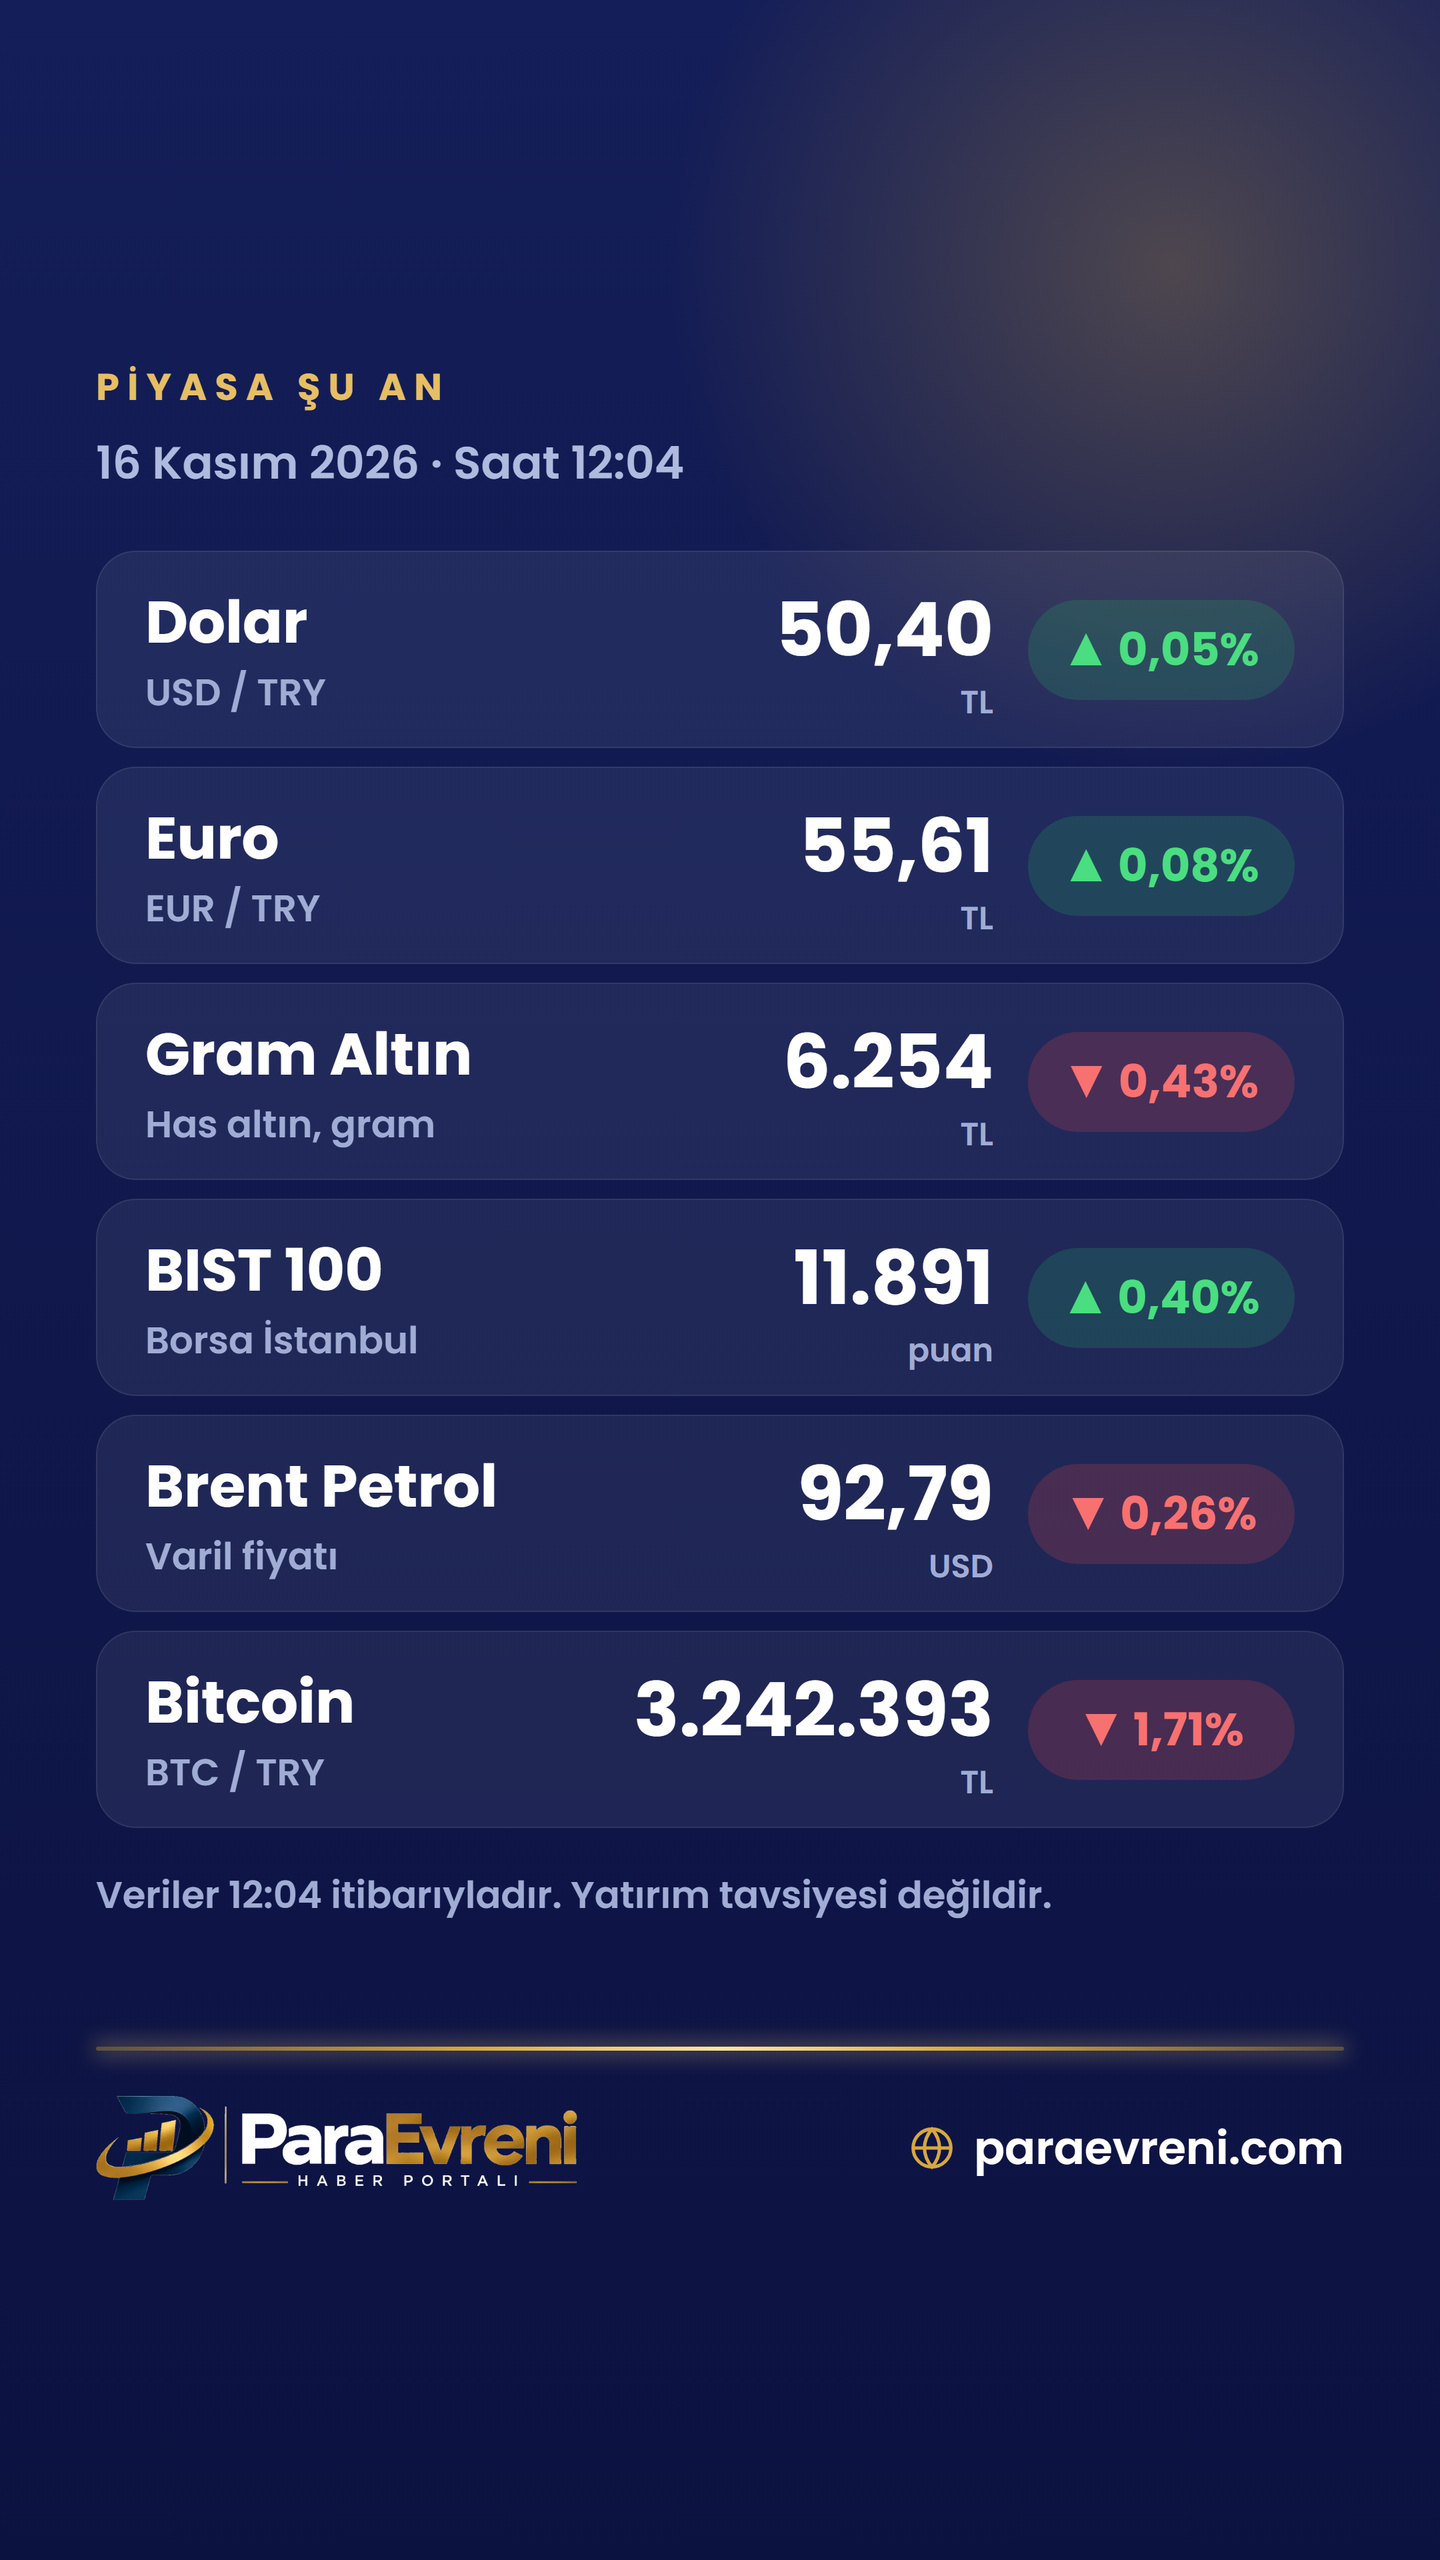 PİYASA ŞU AN
16 Kasım 2026 · Saat 12:04
Dolar
USD / TRY
50,40
TL
▲ 0,05%
Euro
EUR / TRY
55,61
TL
▲ 0,08%
Gram Altın
Has altın, gram
6.254
TL
▼ 0,43%
BIST 100
Borsa İstanbul
11.891
puan
▲ 0,40%
Brent Petrol
Varil fiyatı
92,79
USD
▼ 0,26%
Bitcoin
BTC / TRY
3.242.393
TL
▼ 1,71%
Veriler 12:04 itibarıyladır. Yatırım tavsiyesi değildir.
ParaEvreni
HABER PORTALI
paraevreni.com